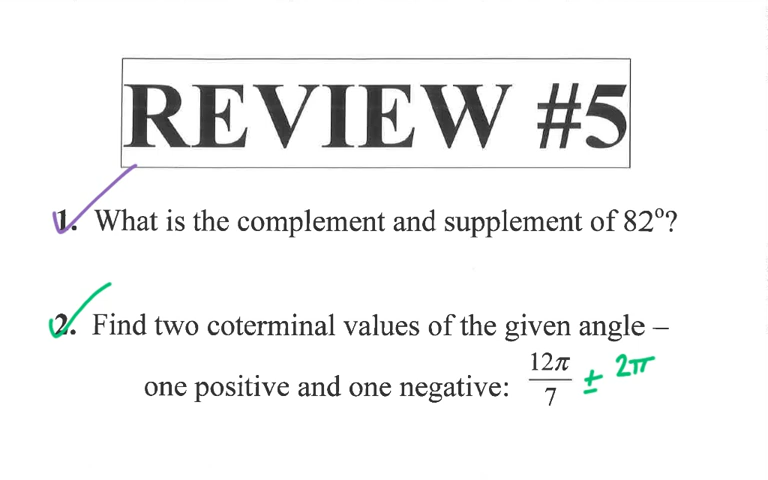 REVIEW #5
1. What is the complement and supplement of 82º?
2. Find two coterminal values of the given angle –
one positive and one negative: 12π/7 ± 2π